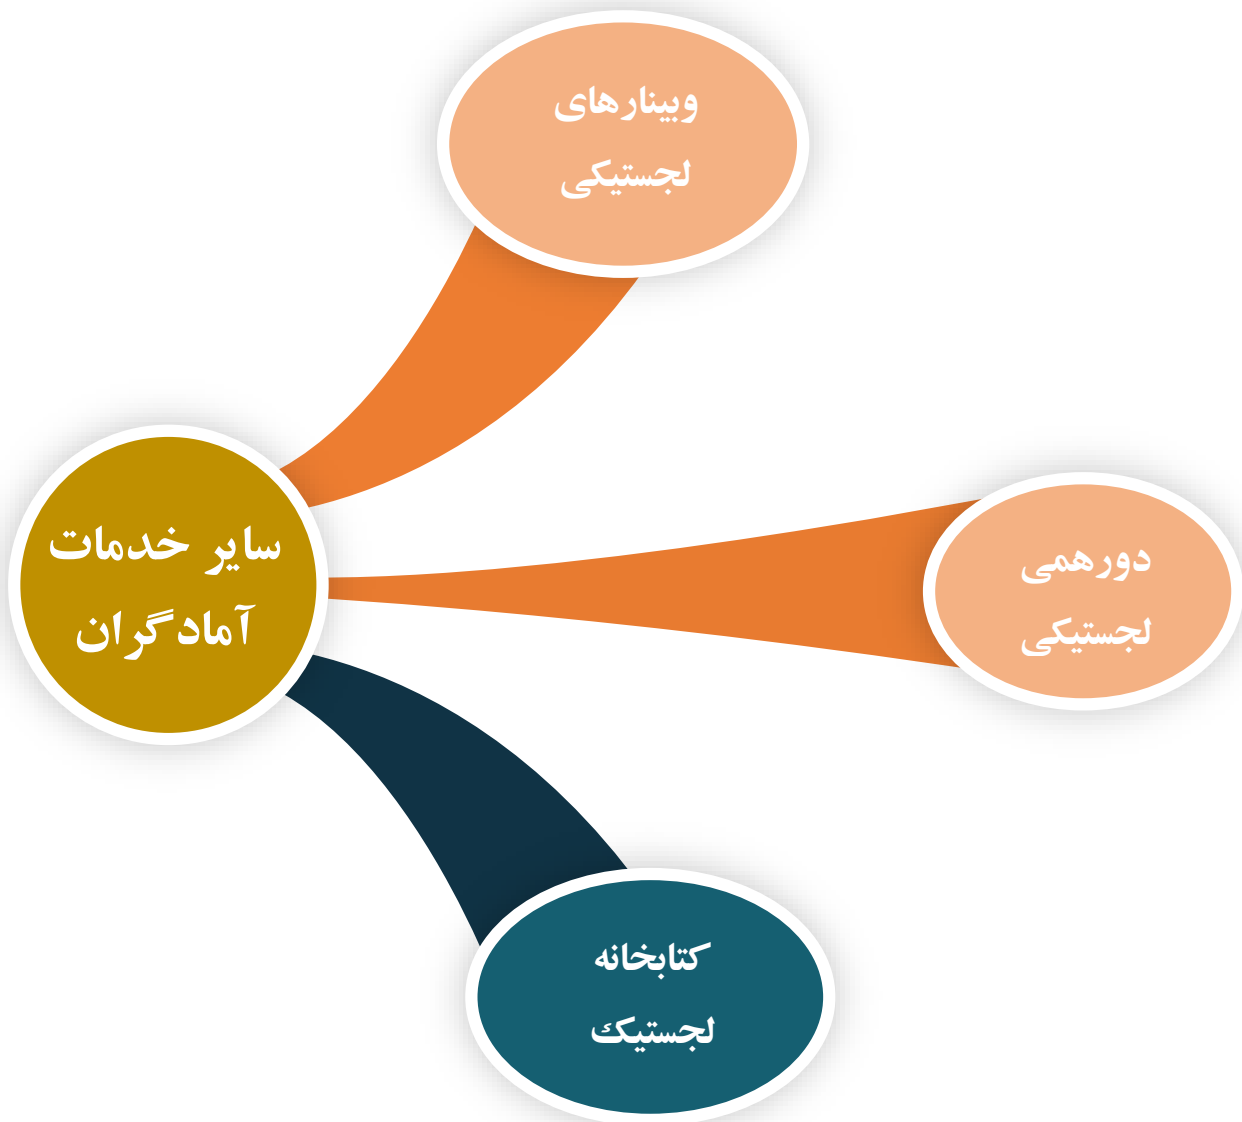 وبینارهای
لجستیکی
سایر خدمات
آمادگران
دورهمی
لجستیکی
کتابخانه
لجستیک